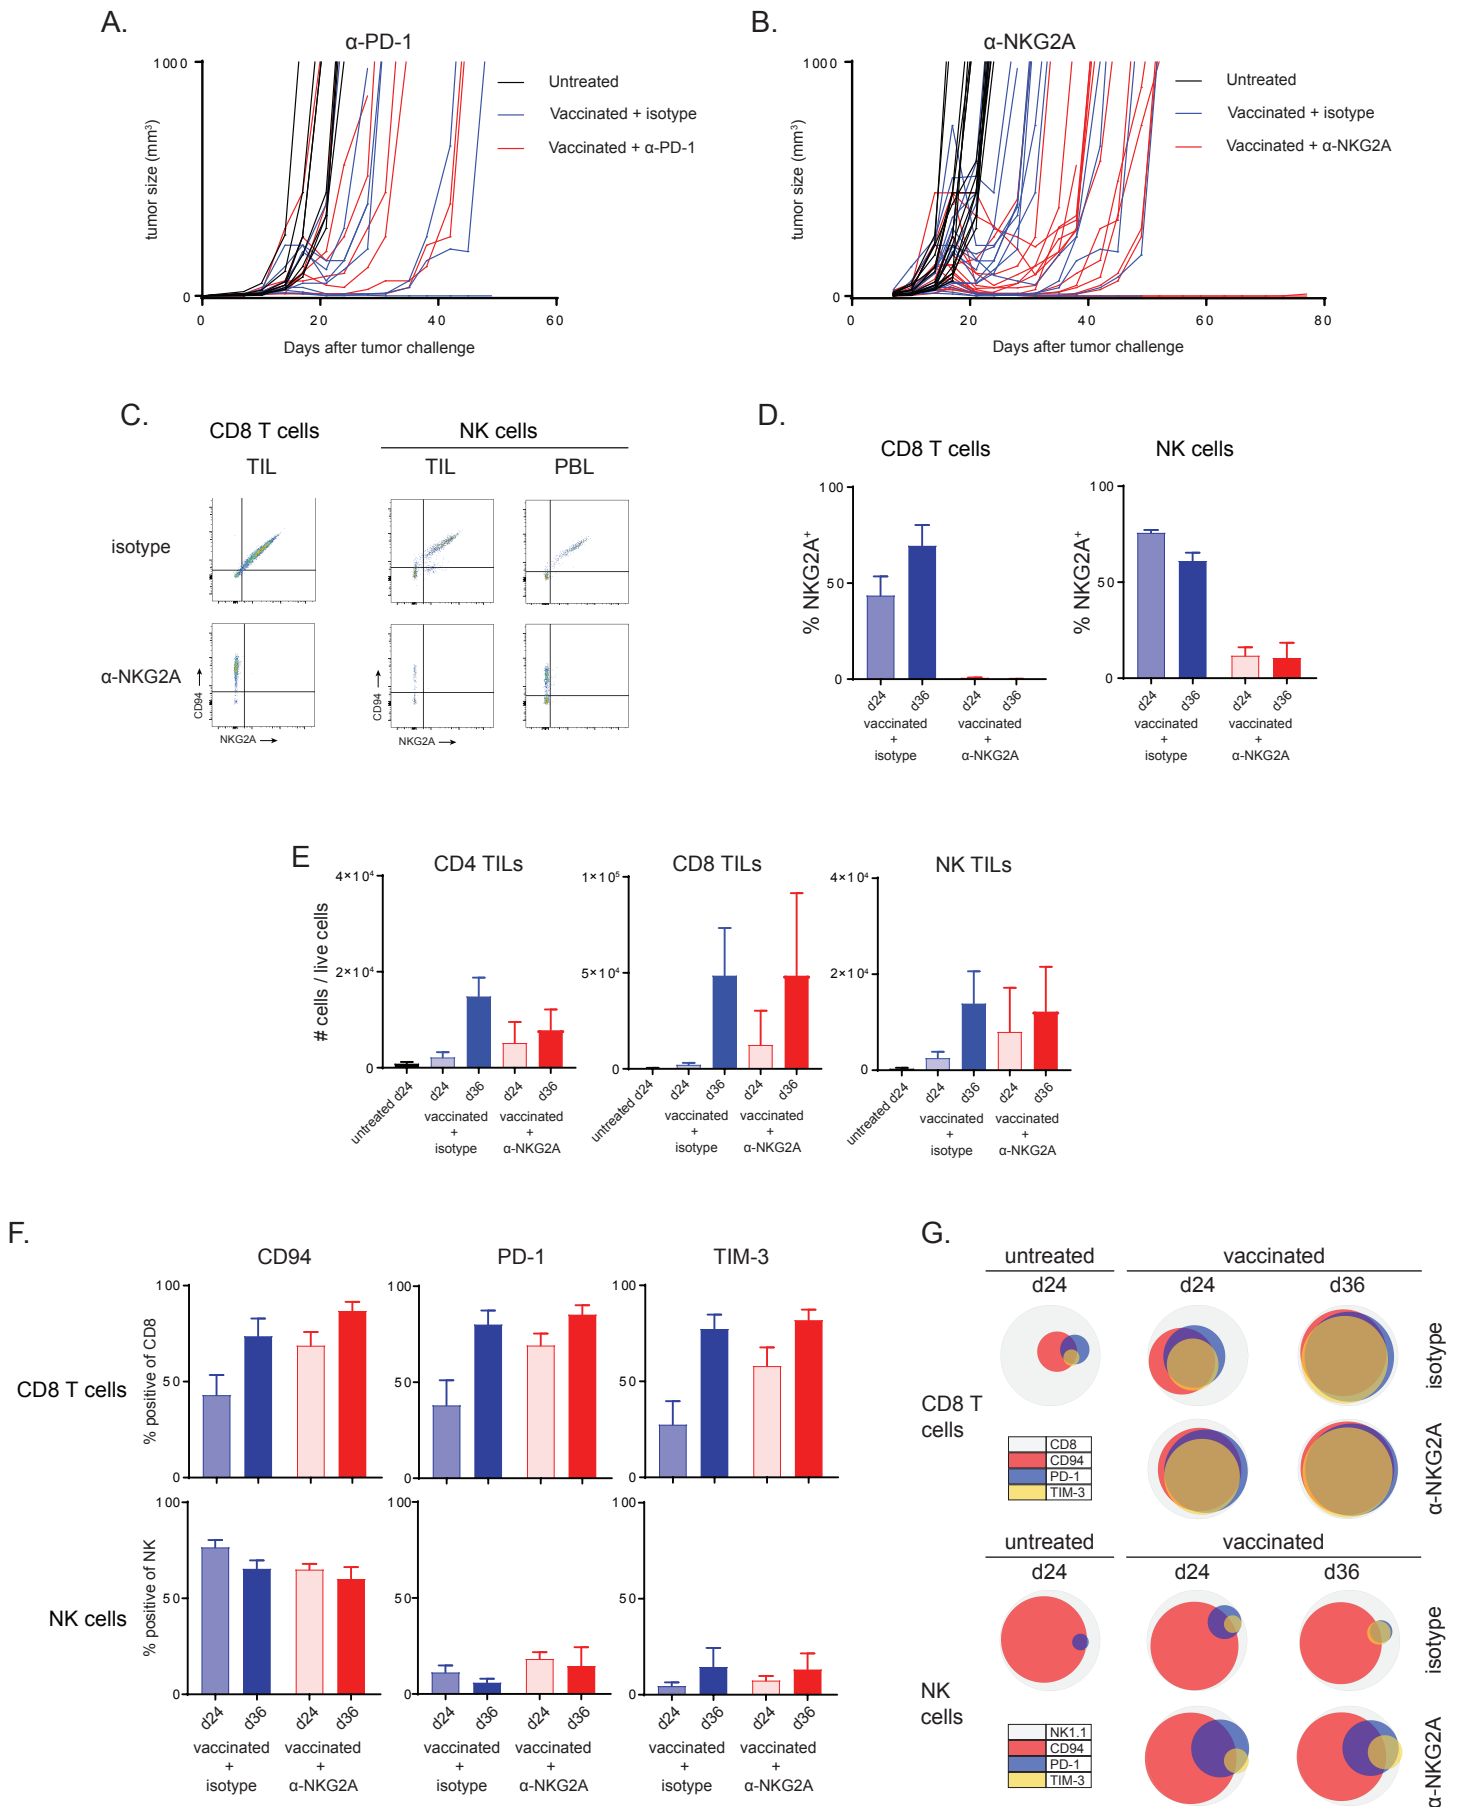 A.
α-PD-1
1000
0
tumor size (mm³)
0 20 40 60
Days after tumor challenge
Untreated
Vaccinated + isotype
Vaccinated + α-PD-1
B.
α-NKG2A
1000
0
tumor size (mm³)
0 20 40 60 80
Days after tumor challenge
Untreated
Vaccinated + isotype
Vaccinated + α-NKG2A
C.
CD8 T cells
NK cells
TIL
TIL
PBL
isotype
α-NKG2A
CD94
NKG2A
CD94
NKG2A
D.
CD8 T cells
% NKG2A⁺
100
50
0
d24 d36 d24 d36
vaccinated + isotype
vaccinated + α-NKG2A
NK cells
% NKG2A⁺
100
50
0
d24 d36 d24 d36
vaccinated + isotype
vaccinated + α-NKG2A
E
# cells / live cells
CD4 TILs
4×10⁴
2×10⁴
0
untreated d24 d24 d36 d24 d36
vaccinated + isotype
vaccinated + α-NKG2A
CD8 TILs
1×10⁵
5×10⁴
0
untreated d24 d24 d36 d24 d36
vaccinated + isotype
vaccinated + α-NKG2A
NK TILs
4×10⁴
2×10⁴
0
untreated d24 d24 d36 d24 d36
vaccinated + isotype
vaccinated + α-NKG2A
F.
CD94
PD-1
TIM-3
CD8 T cells
% positive of CD8
100
50
0
100
50
0
100
50
0
NK cells
% positive of NK
100
50
0
100
50
0
100
50
0
d24 d36 d24 d36
vaccinated + isotype
vaccinated + α-NKG2A
d24 d36 d24 d36
vaccinated + isotype
vaccinated + α-NKG2A
d24 d36 d24 d36
vaccinated + isotype
vaccinated + α-NKG2A
G.
untreated
vaccinated
d24
d24
d36
isotype
CD8 T cells
CD8
CD94
PD-1
TIM-3
α-NKG2A
untreated
vaccinated
d24
d24
d36
isotype
NK cells
NK1.1
CD94
PD-1
TIM-3
α-NKG2A